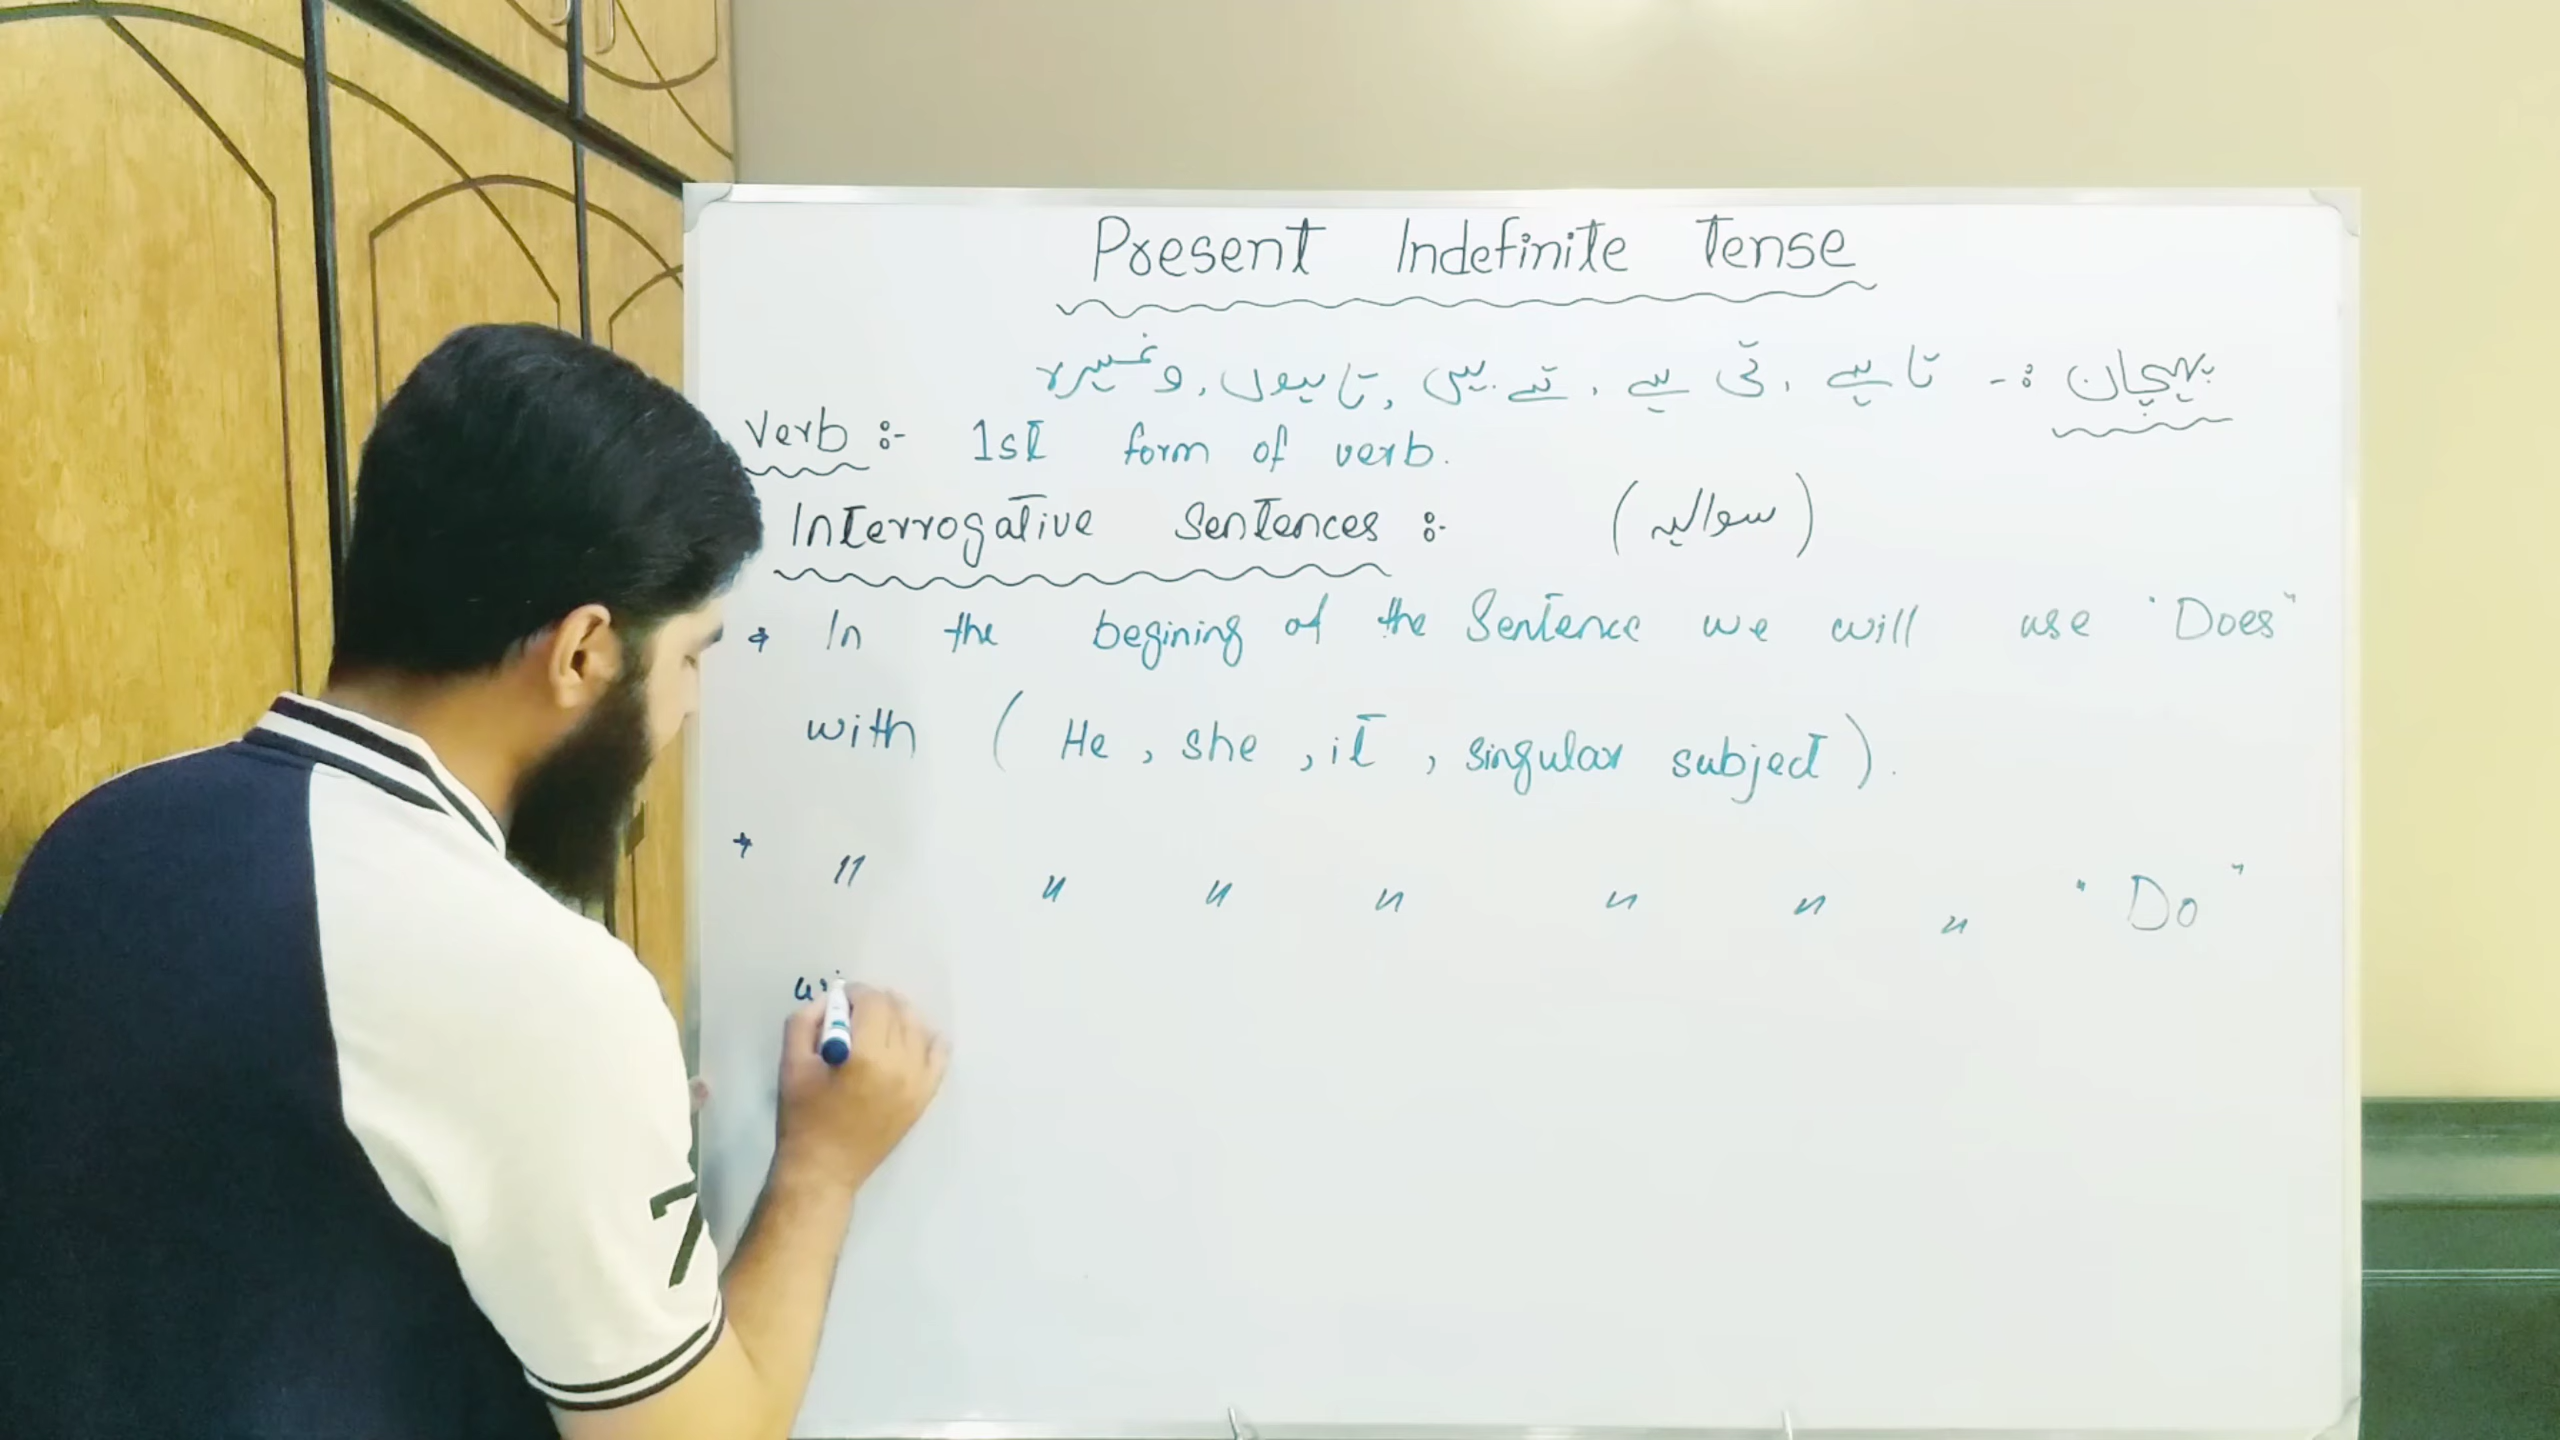 Present Indefinite Tense
پہچان :- تا ہے ، تی ہے ، تے ہیں ، تا ہوں ، وغیرہ
Verb :- 1st form of verb.
Interrogative Sentences :- (سوالیہ)
* In the begining of the Sentence we will use "Does"
with ( He , she , it , singular subject ) .
* " " " " " " " "Do"
wi
7